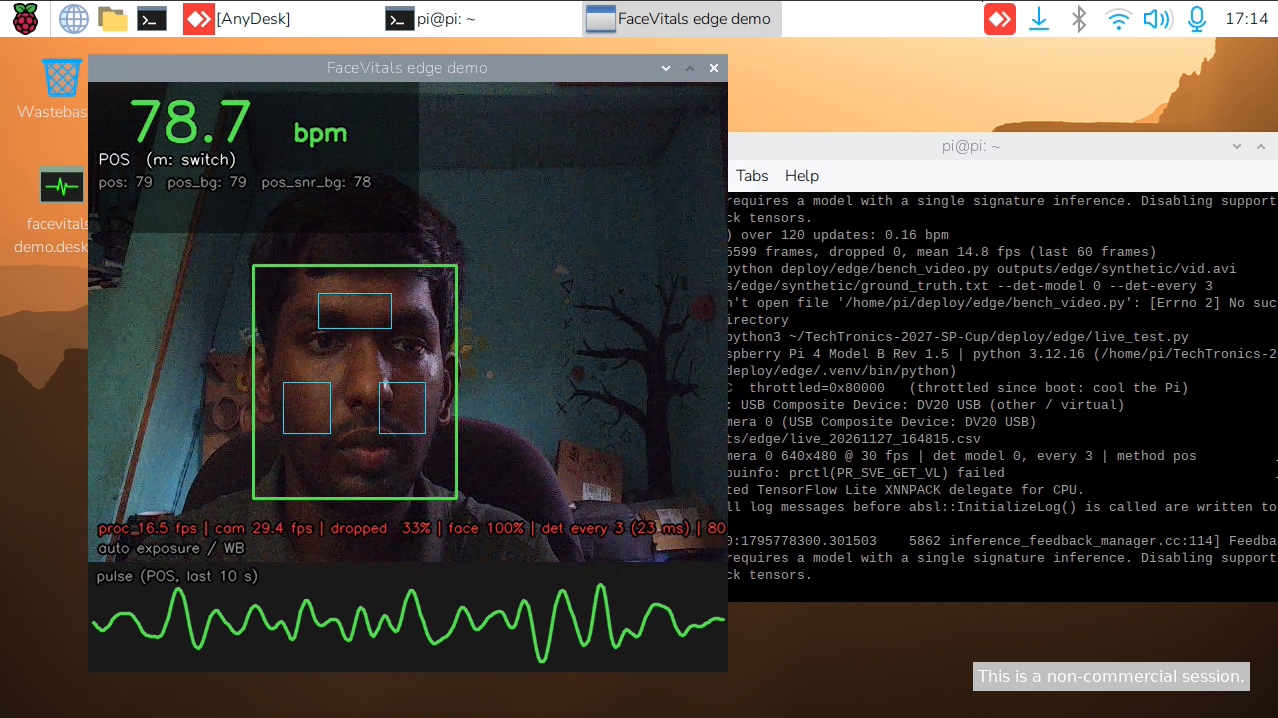 [AnyDesk]
pi@pi: ~
FaceVitals edge demo
17:14
Wastebas
facevitals
demo.desk
FaceVitals edge demo
78.7 bpm
POS (m: switch)
pos: 79 pos_bg: 79 pos_snr_bg: 78
proc 16.5 fps | cam 29.4 fps | dropped 33% | face 100% | det every 3 (23 ms) | 80
auto exposure / WB
pulse (POS, last 10 s)
pi@pi: ~
Tabs Help
requires a model with a single signature inference. Disabling support
ck tensors.
) over 120 updates: 0.16 bpm
6599 frames, dropped 0, mean 14.8 fps (last 60 frames)
python deploy/edge/bench_video.py outputs/edge/synthetic/vid.avi
s/edge/synthetic/ground_truth.txt --det-model 0 --det-every 3
n't open file '/home/pi/deploy/edge/bench_video.py': [Errno 2] No suc
irectory
python3 ~/TechTronics-2027-SP-Cup/deploy/edge/live_test.py
spberry Pi 4 Model B Rev 1.5 | python 3.12.16 (/home/pi/TechTronics-2
deploy/edge/.venv/bin/python)
C throttled=0x80000 (throttled since boot: cool the Pi)
: USB Composite Device: DV20 USB (other / virtual)
mera 0 (USB Composite Device: DV20 USB)
ts/edge/live_20261127_164815.csv
mera 0 640x480 @ 30 fps | det model 0, every 3 | method pos
puinfo: prctl(PR_SVE_GET_VL) failed
ted TensorFlow Lite XNNPACK delegate for CPU.
ll log messages before absl::InitializeLog() is called are written to
0:1795778300.301503 5862 inference_feedback_manager.cc:114] Feedba
requires a model with a single signature inference. Disabling support
ck tensors.
This is a non-commercial session.